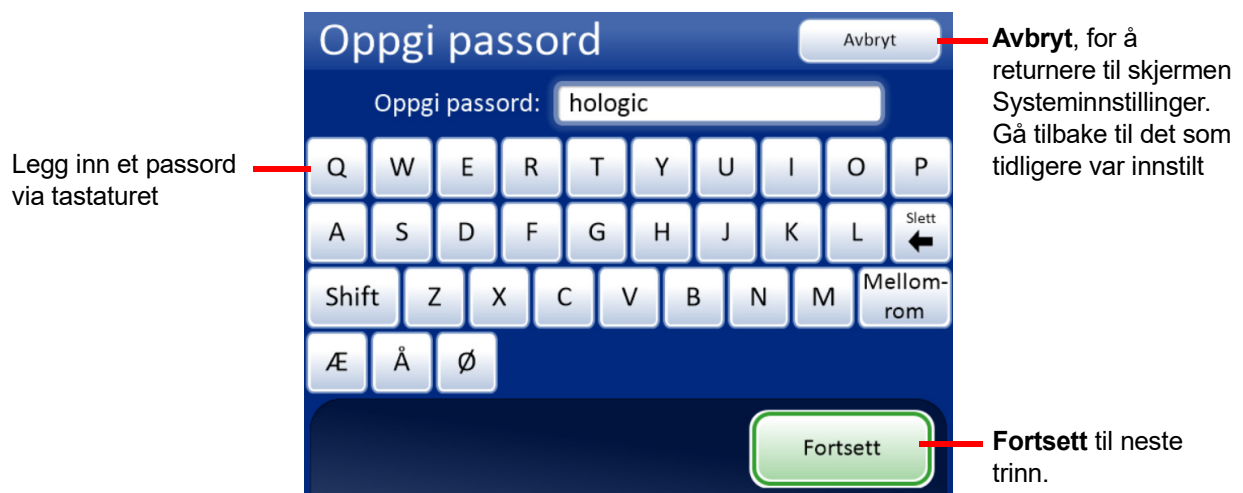 Oppgi passord
Avbryt
Oppgi passord: hologic
Q W E R T Y U I O P
A S D F G H J K L Slett
Shift Z X C V B N M Mellom-
rom
Æ Å Ø
Fortsett
Legg inn et passord
via tastaturet
Avbryt, for å
returnere til skjermen
Systeminnstillinger.
Gå tilbake til det som
tidligere var innstilt
Fortsett til neste
trinn.